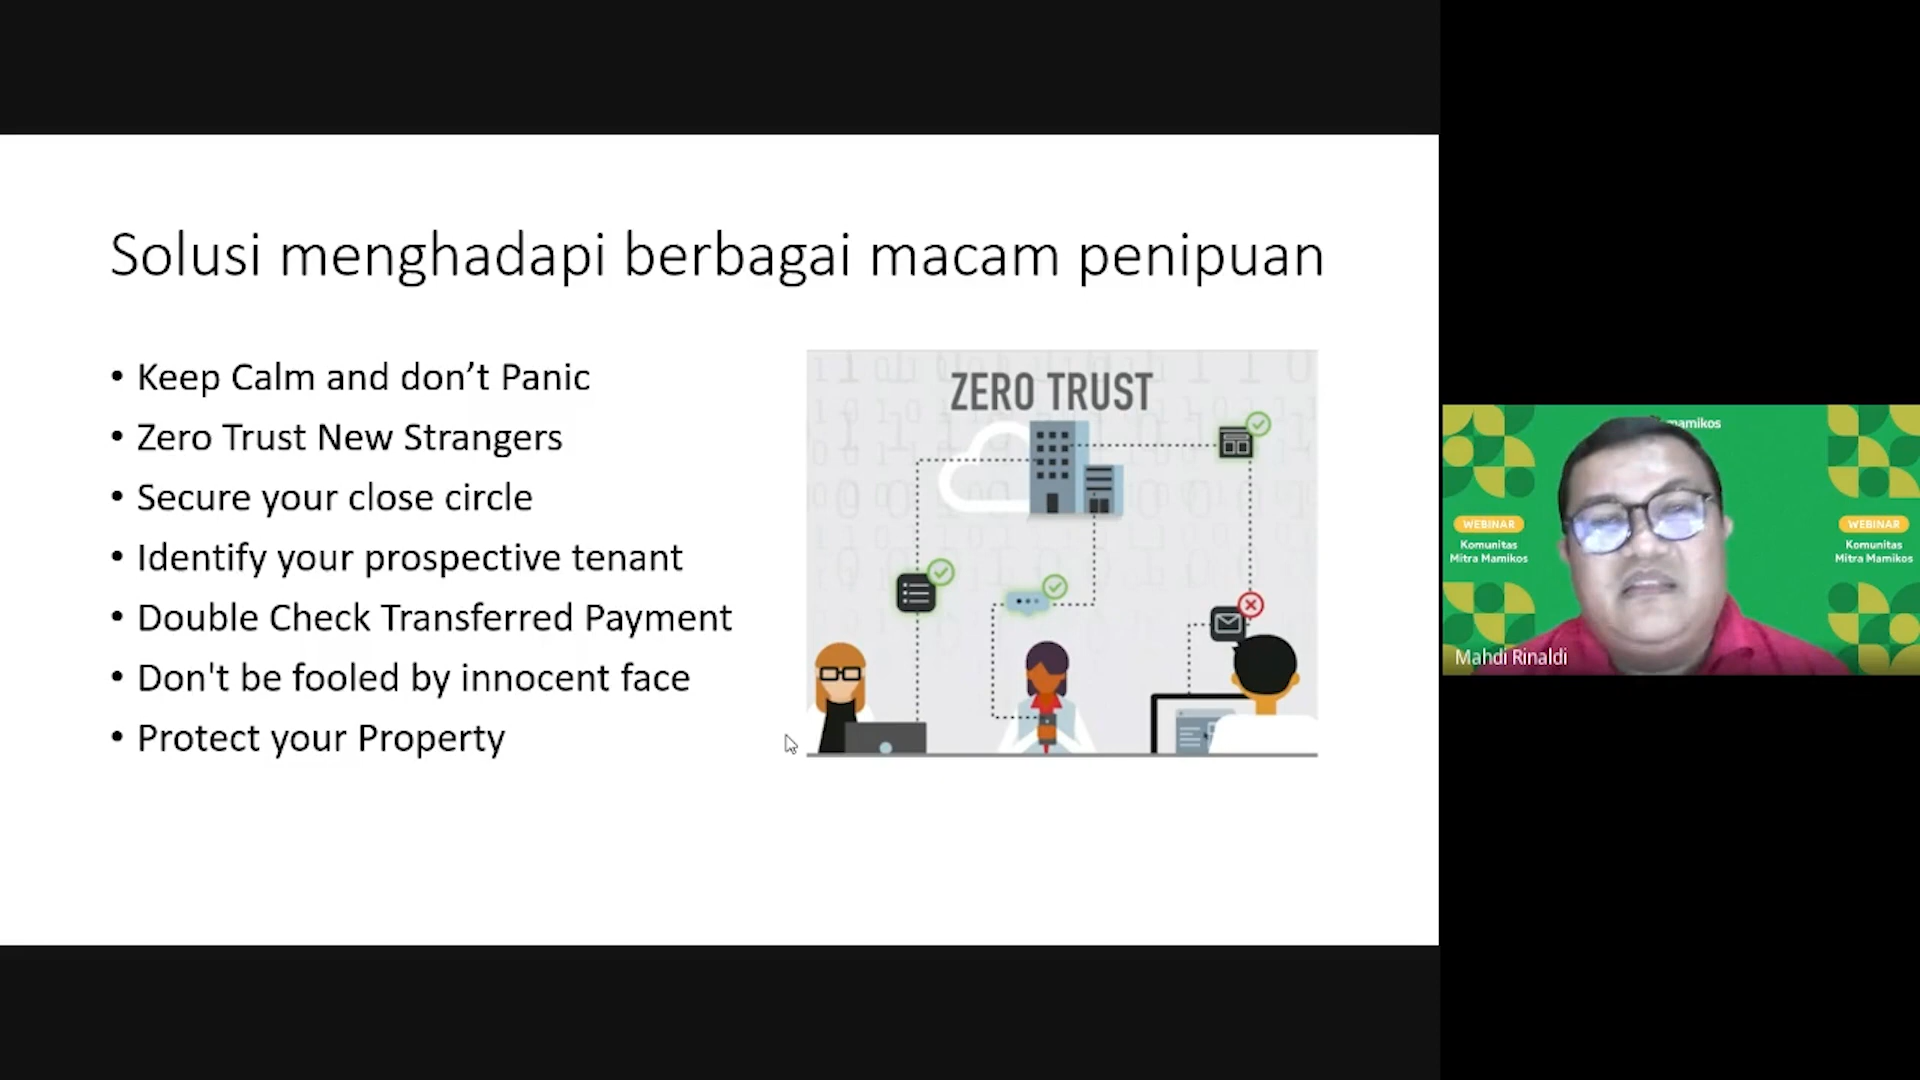 Solusi menghadapi berbagai macam penipuan
• Keep Calm and don’t Panic
• Zero Trust New Strangers
• Secure your close circle
• Identify your prospective tenant
• Double Check Transferred Payment
• Don't be fooled by innocent face
• Protect your Property
ZERO TRUST
mamikos
WEBINAR
Komunitas
Mitra Mamikos
WEBINAR
Komunitas
Mitra Mamikos
Mahdi Rinaldi